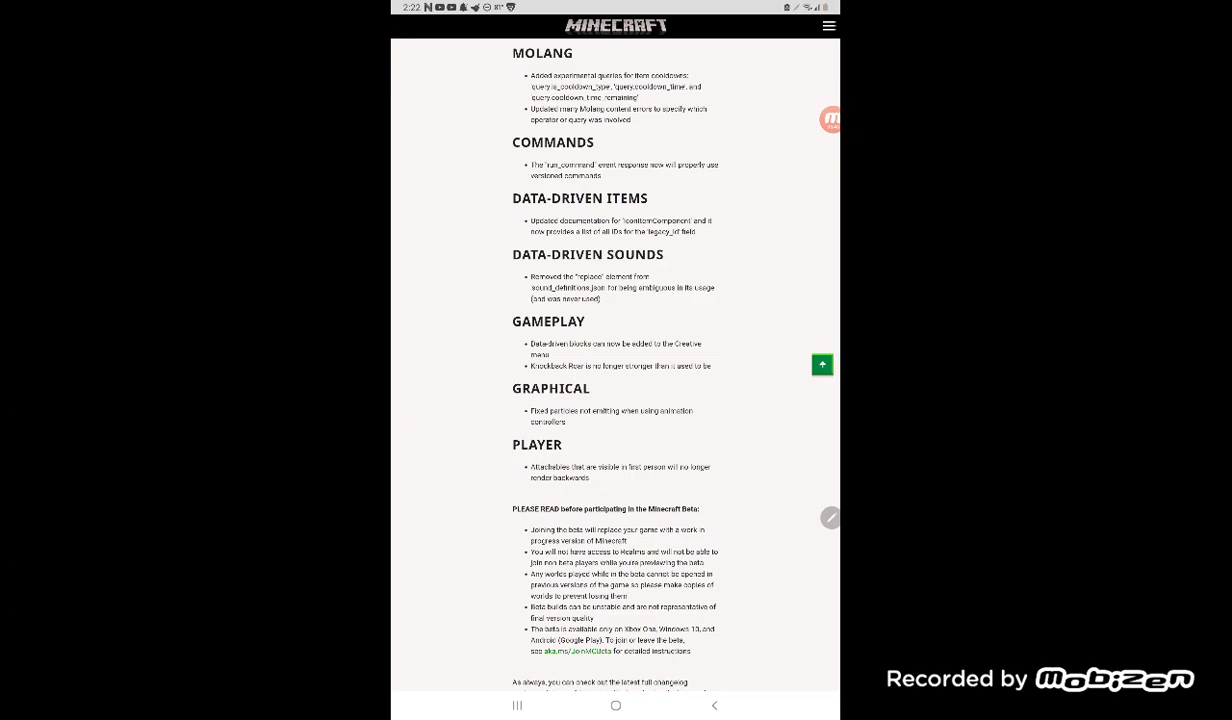 2:22
81°
MINECRAFT
MOLANG
• Added experimental queries for item cooldowns:
'query.is_cooldown_type', 'query.cooldown_time', and
'query.cooldown_time_remaining'
• Updated many Molang content errors to specify which
operator or query was involved
COMMANDS
• The 'run_command' event response now will properly use
versioned commands
DATA-DRIVEN ITEMS
• Updated documentation for 'IconItemComponent' and it
now provides a list of all IDs for the 'legacy_id' field
DATA-DRIVEN SOUNDS
• Removed the "replace" element from
'sound_definitions.json for being ambiguous in its usage
(and was never used)
GAMEPLAY
• Data-driven blocks can now be added to the Creative
menu
• Knockback Roar is no longer stronger than it used to be
GRAPHICAL
• Fixed particles not emitting when using animation
controllers
PLAYER
• Attachables that are visible in first person will no longer
render backwards
PLEASE READ before participating in the Minecraft Beta:
• Joining the beta will replace your game with a work in
progress version of Minecraft
• You will not have access to Realms and will not be able to
join non beta players while you're previewing the beta
• Any worlds played while in the beta cannot be opened in
previous versions of the game so please make copies of
worlds to prevent losing them
• Beta builds can be unstable and are not representative of
final version quality
• The beta is available only on Xbox One, Windows 10, and
Android (Google Play). To join or leave the beta,
see aka.ms/JoinMCBeta for detailed instructions
As always, you can check out the latest full changelog
Recorded by Mobizen